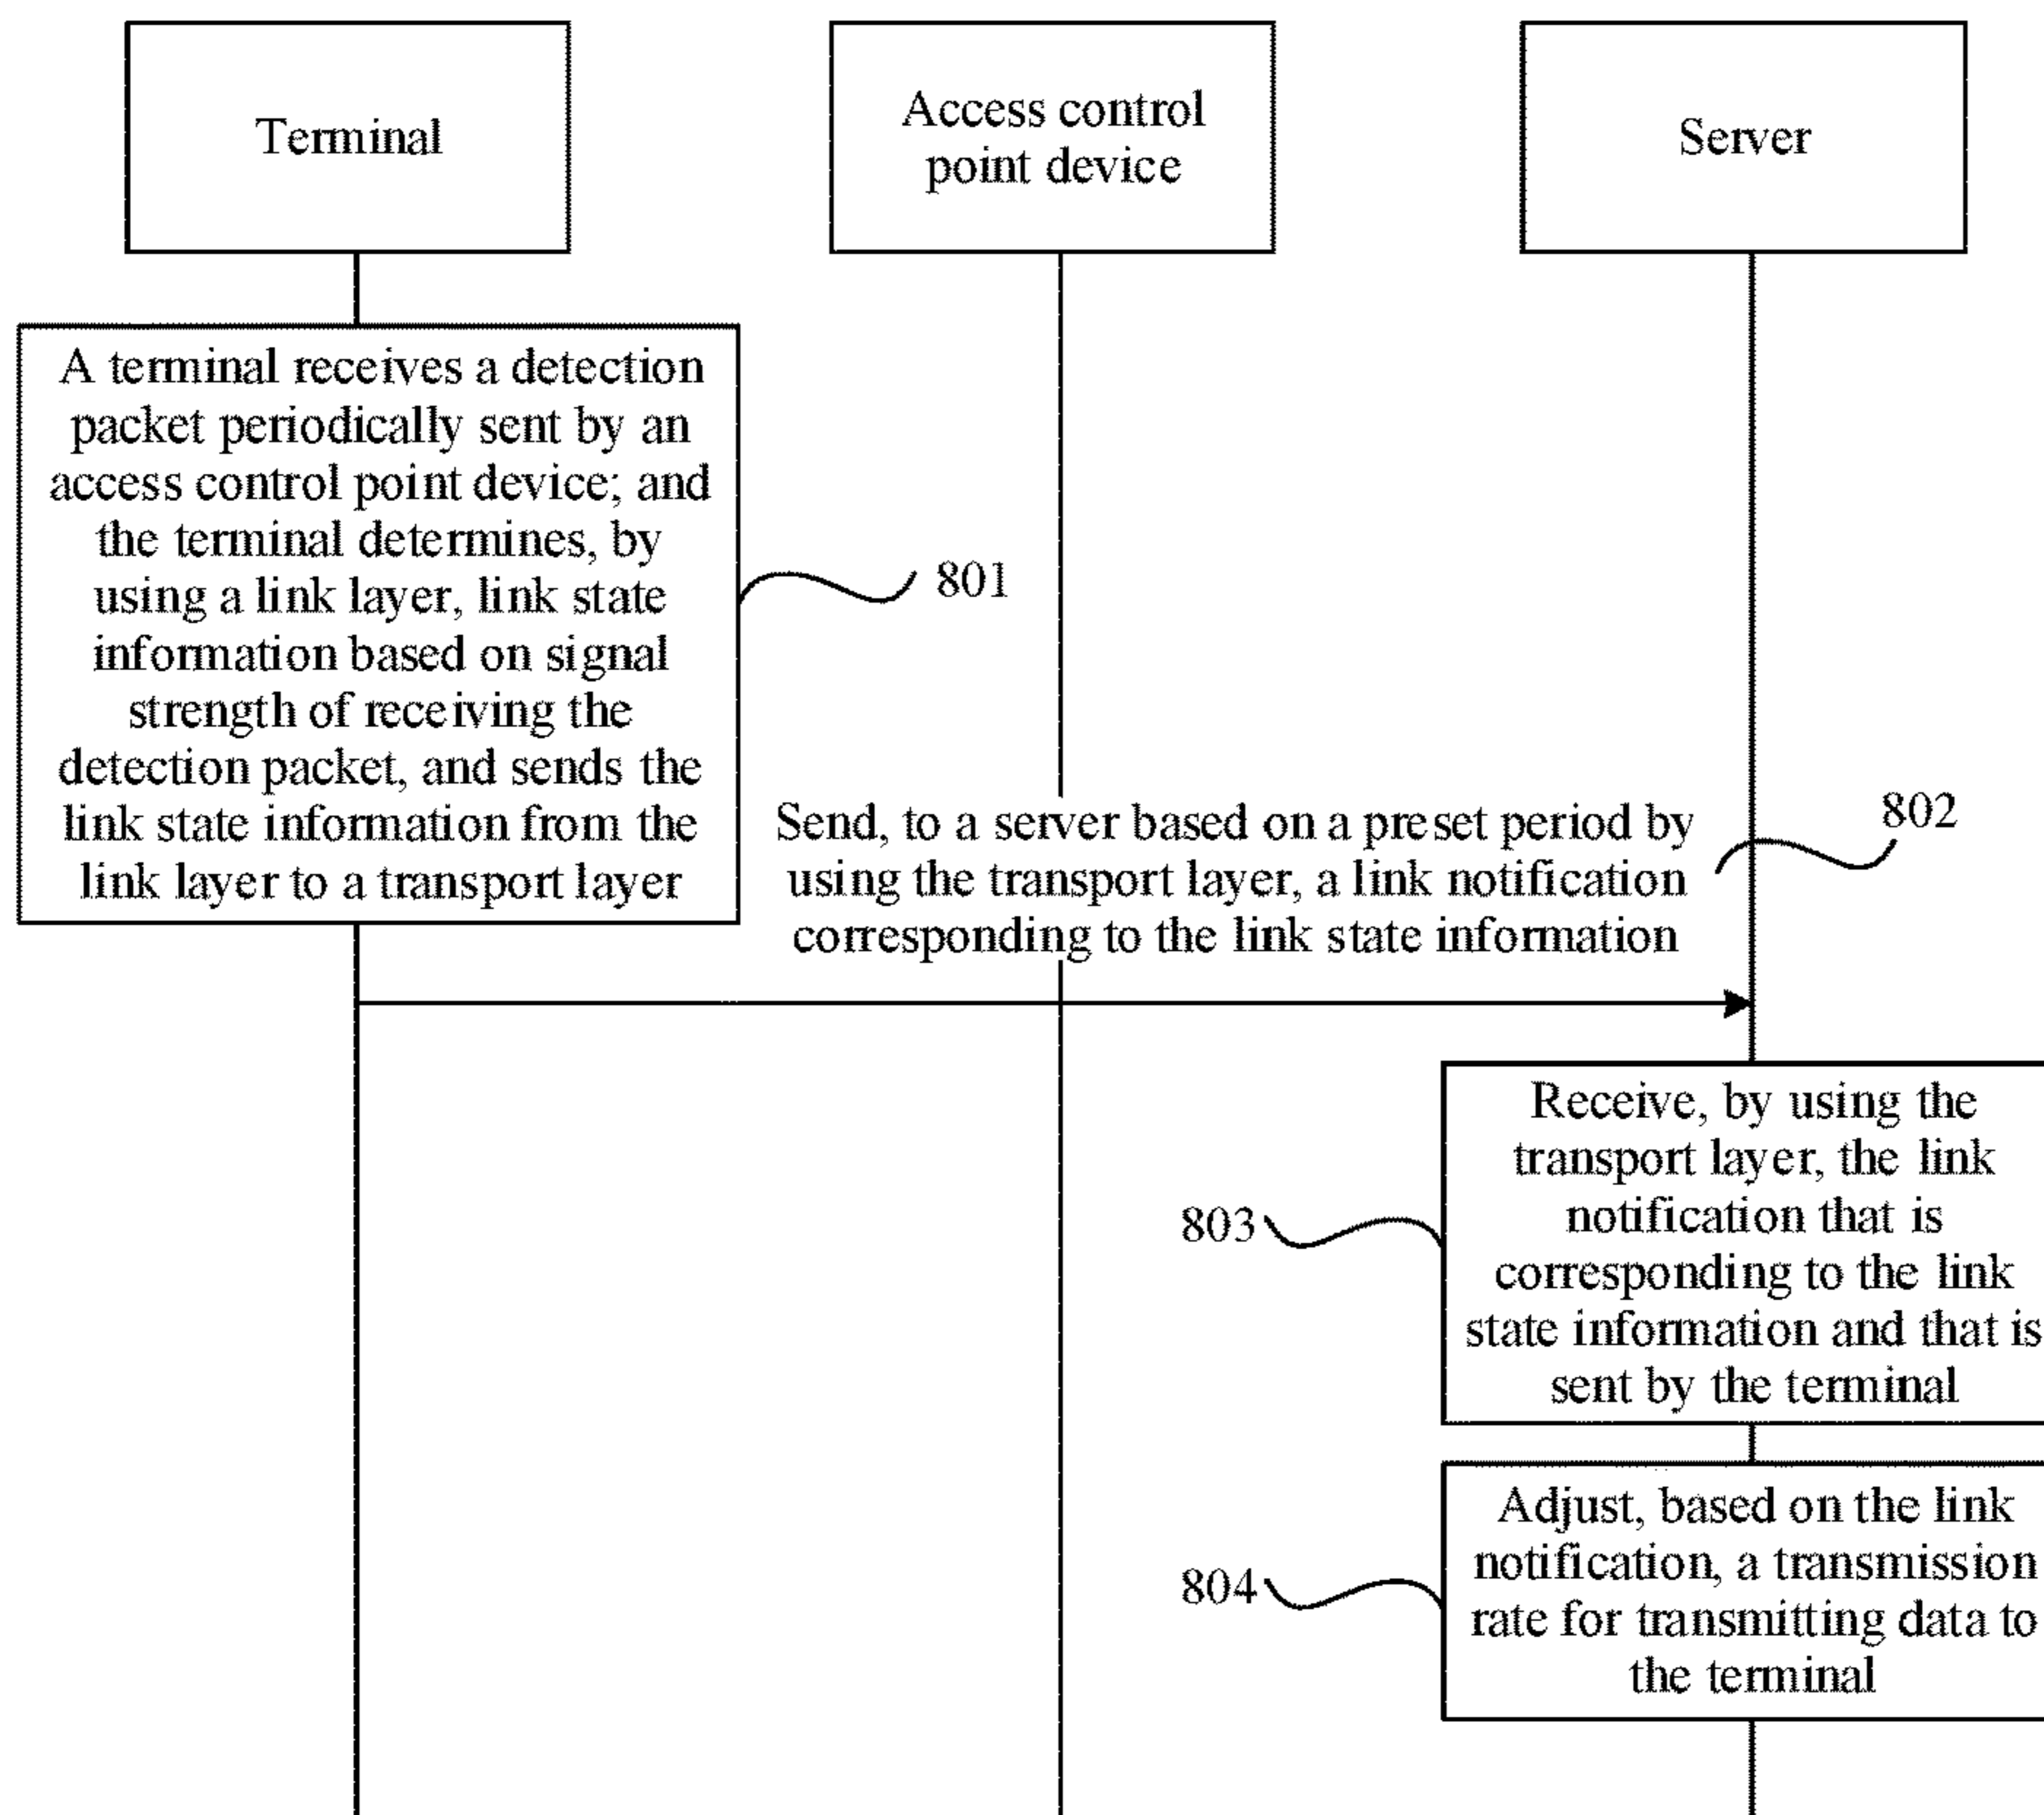 Terminal
Access control
point device
Server
A terminal receives a detection
packet periodically sent by an
access control point device; and
the terminal determines, by
using a link layer, link state
information based on signal
strength of receiving the
detection packet, and sends the
link state information from the
link layer to a transport layer
801
Send, to a server based on a preset period by
using the transport layer, a link notification
corresponding to the link state information
802
Receive, by using the
transport layer, the link
notification that is
corresponding to the link
state information and that is
sent by the terminal
803
Adjust, based on the link
notification, a transmission
rate for transmitting data to
the terminal
804